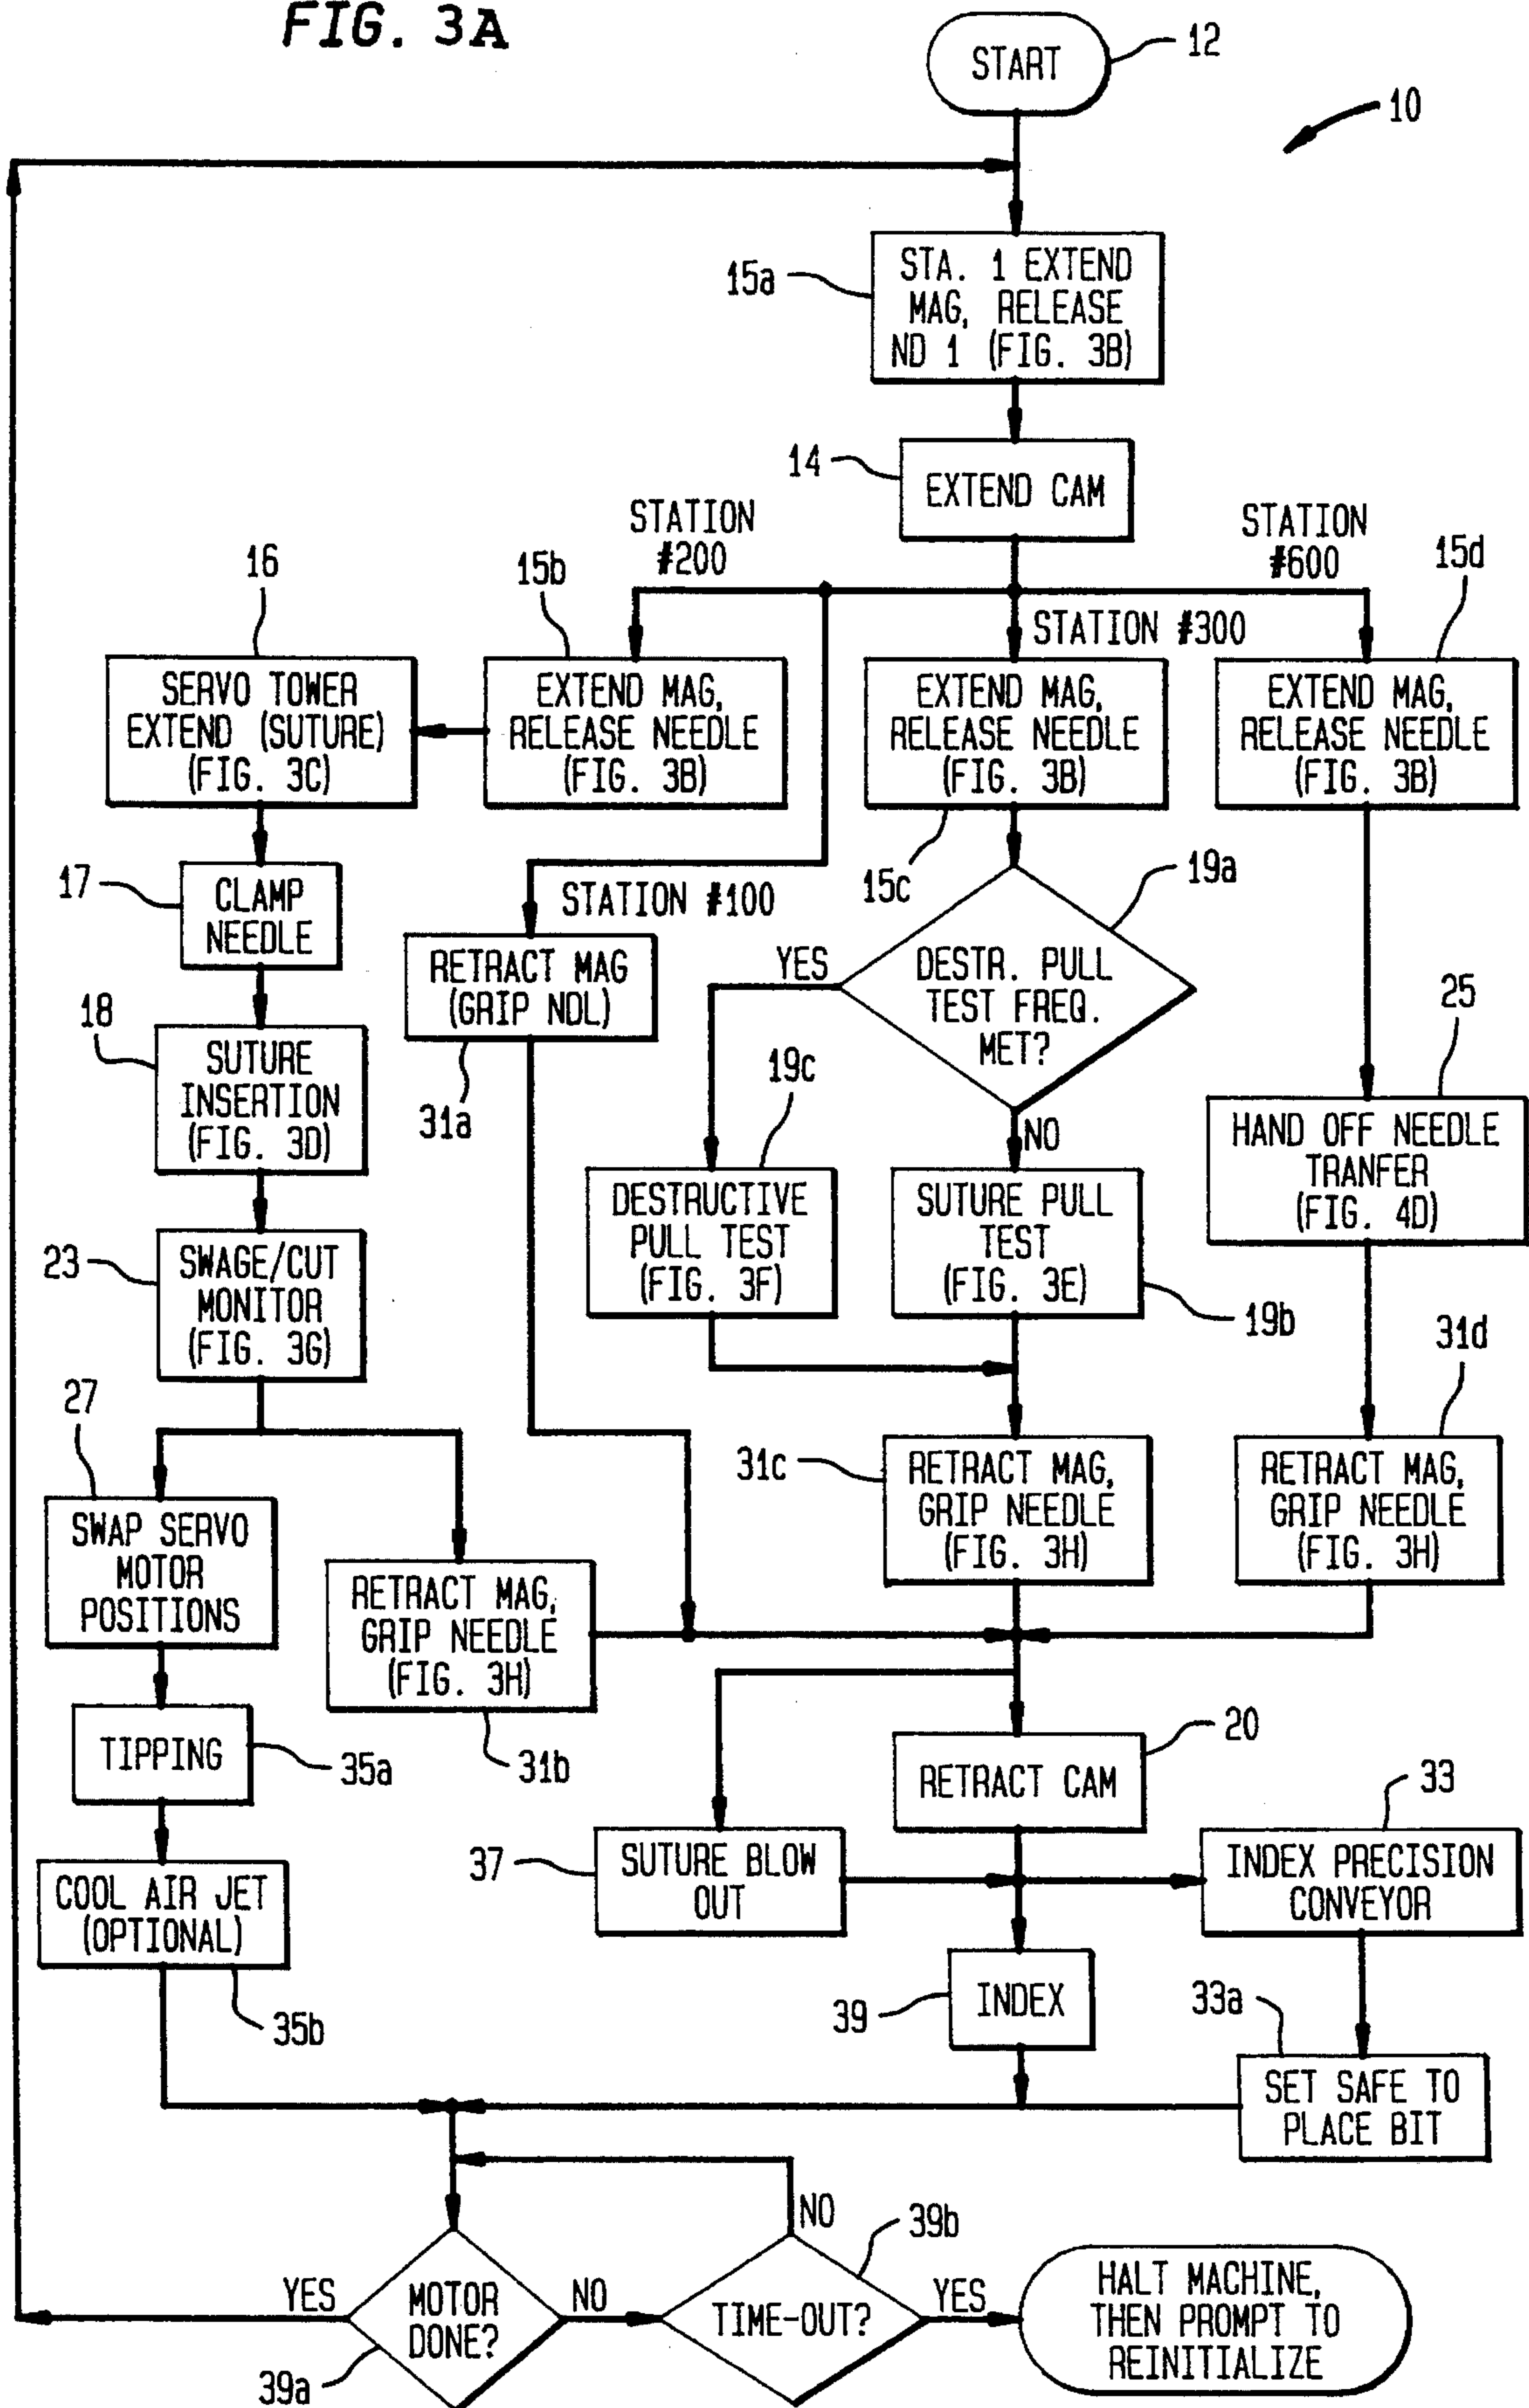 FIG. 3A
START
12
10
15a
STA. 1 EXTEND
MAG, RELEASE
ND 1 (FIG. 3B)
14
EXTEND CAM
STATION
#200
STATION
#600
16
15b
15d
STATION #300
SERVO TOWER
EXTEND (SUTURE)
(FIG. 3C)
EXTEND MAG,
RELEASE NEEDLE
(FIG. 3B)
EXTEND MAG,
RELEASE NEEDLE
(FIG. 3B)
EXTEND MAG,
RELEASE NEEDLE
(FIG. 3B)
17
CLAMP
NEEDLE
STATION #100
15c
19a
RETRACT MAG
(GRIP NDL)
31a
YES
DESTR. PULL
TEST FREQ.
MET?
NO
18
SUTURE
INSERTION
(FIG. 3D)
19c
25
DESTRUCTIVE
PULL TEST
(FIG. 3F)
SUTURE PULL
TEST
(FIG. 3E)
19b
HAND OFF NEEDLE
TRANFER
(FIG. 4D)
23
SWAGE/CUT
MONITOR
(FIG. 3G)
31d
27
31c
RETRACT MAG,
GRIP NEEDLE
(FIG. 3H)
RETRACT MAG,
GRIP NEEDLE
(FIG. 3H)
SWAP SERVO
MOTOR
POSITIONS
RETRACT MAG,
GRIP NEEDLE
(FIG. 3H)
31b
TIPPING
35a
20
RETRACT CAM
33
37
SUTURE BLOW
OUT
INDEX PRECISION
CONVEYOR
COOL AIR JET
(OPTIONAL)
35b
39
INDEX
33a
SET SAFE TO
PLACE BIT
YES
MOTOR
DONE?
39a
NO
TIME-OUT?
NO
39b
YES
HALT MACHINE,
THEN PROMPT TO
REINITIALIZE